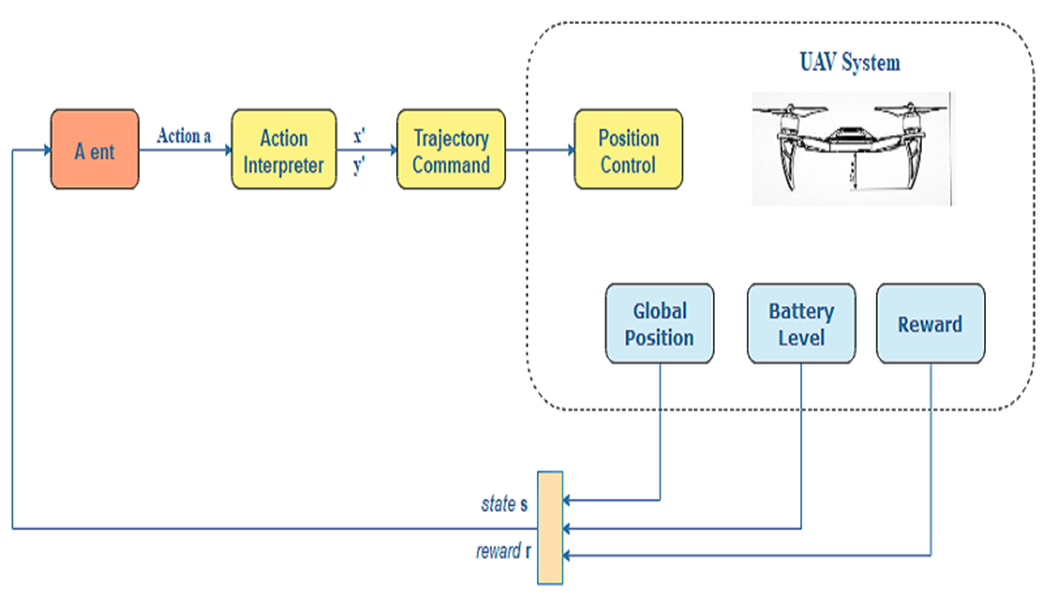 UAV System
A ent
Action a
Action
Interpreter
x'
y'
Trajectory
Command
Position
Control
Global
Position
Battery
Level
Reward
state s
reward r